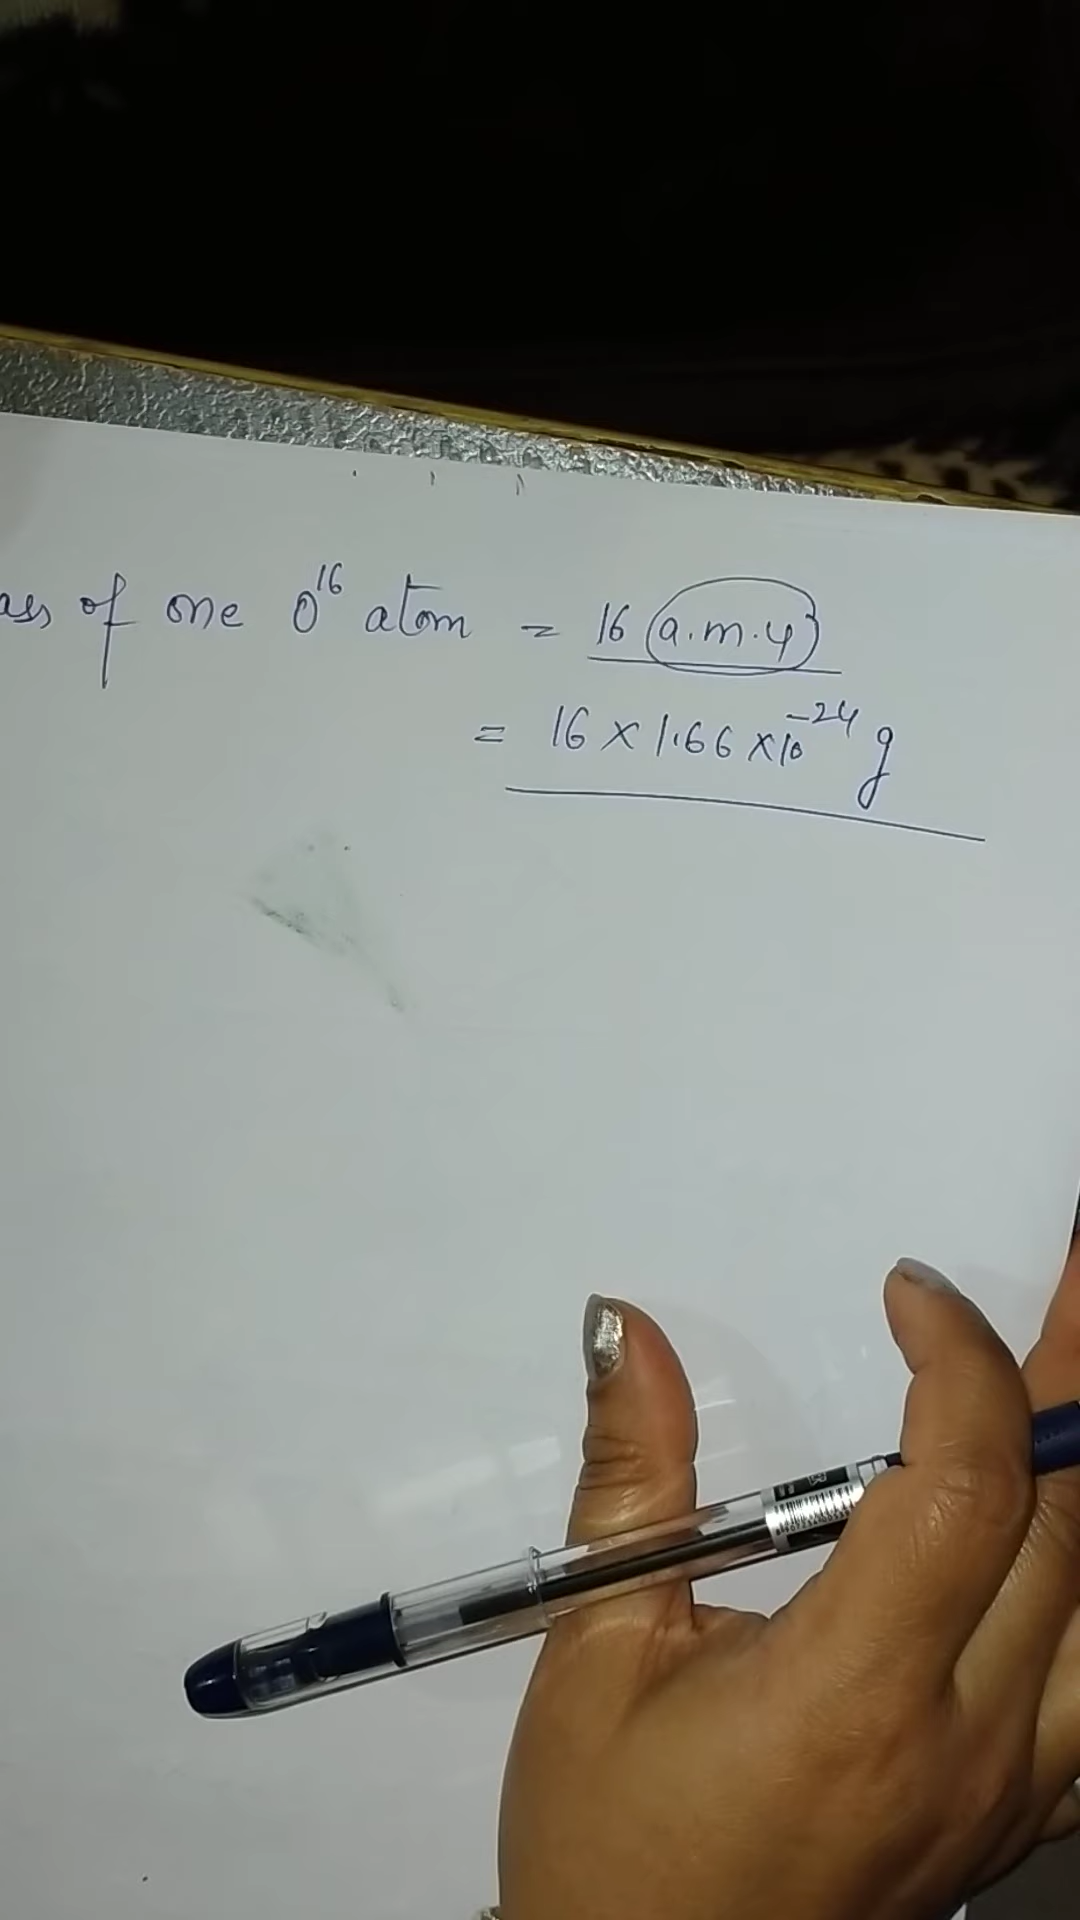 ass of one O¹⁶ atom = 16 (a.m.u)
= 16 × 1.66 × 10⁻²⁴ g